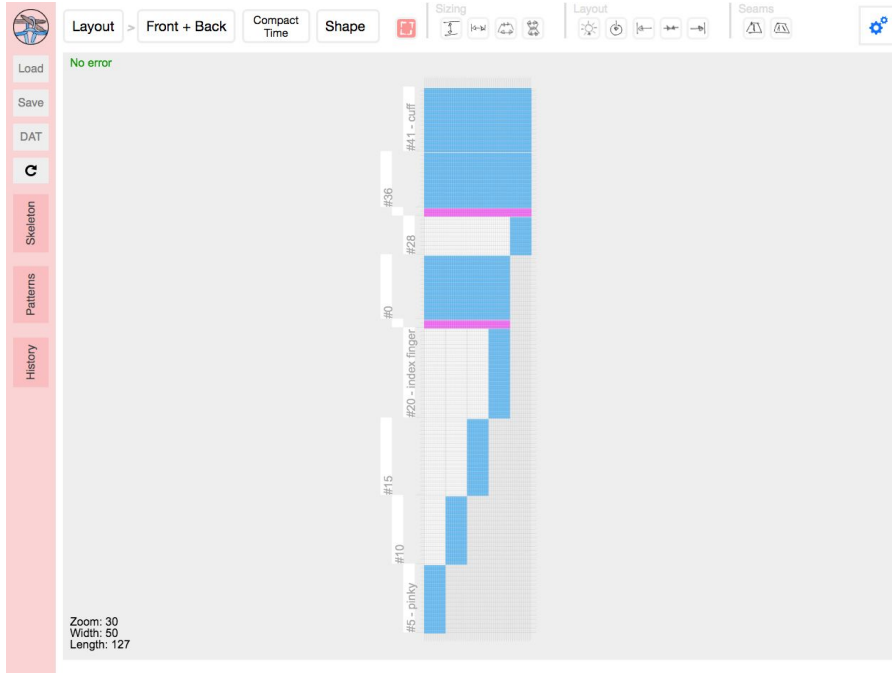 Sizing
Layout
Seams
Layout > Front + Back
Compact
Time
Shape
Load
Save
DAT
Skeleton
Patterns
History
No error
#41 - cuff
#36
#28
#0
#20 - index finger
#15
#10
#5 - pinky
Zoom: 30
Width: 50
Length: 127